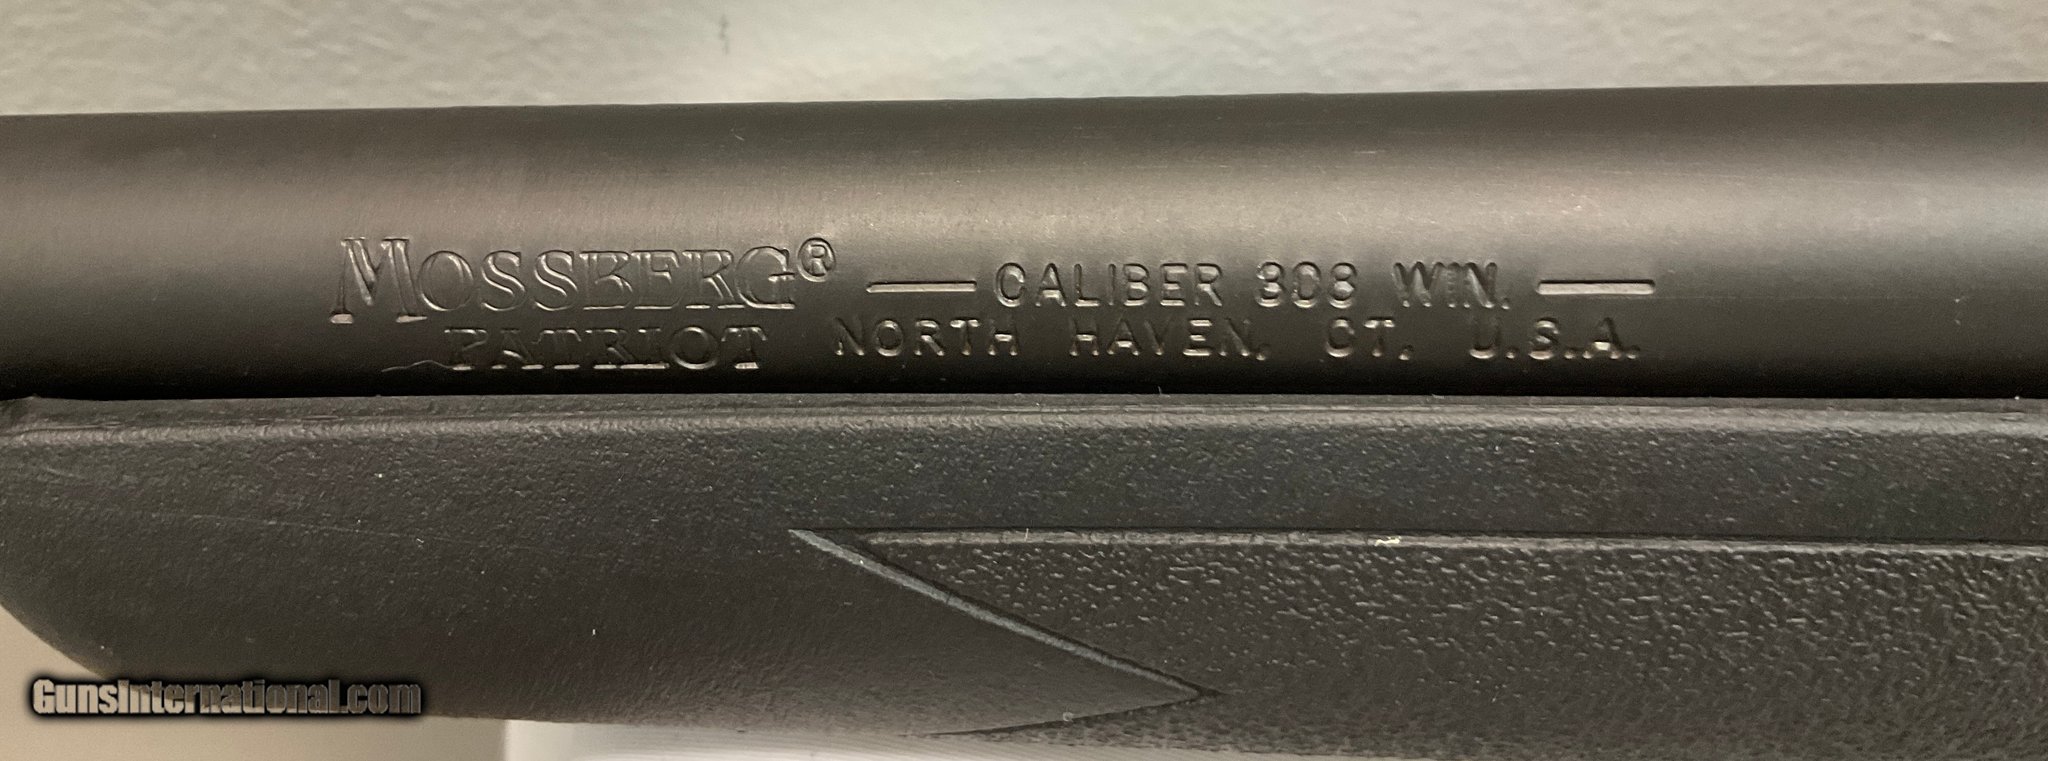 MOSSBERG®
PATRIOT
— CALIBER 308 WIN. —
NORTH HAVEN, CT. U.S.A.
GunsInternational.com